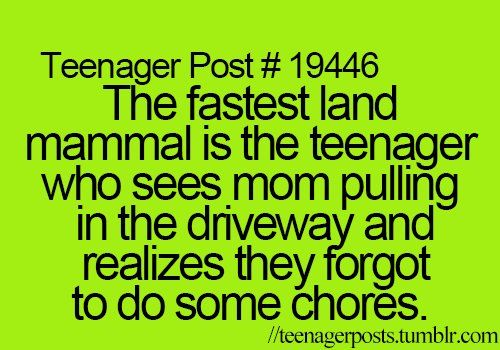 Teenager Post # 19446
The fastest land
mammal is the teenager
who sees mom pulling
in the driveway and
realizes they forgot
to do some chores.
//teenagerposts.tumblr.com